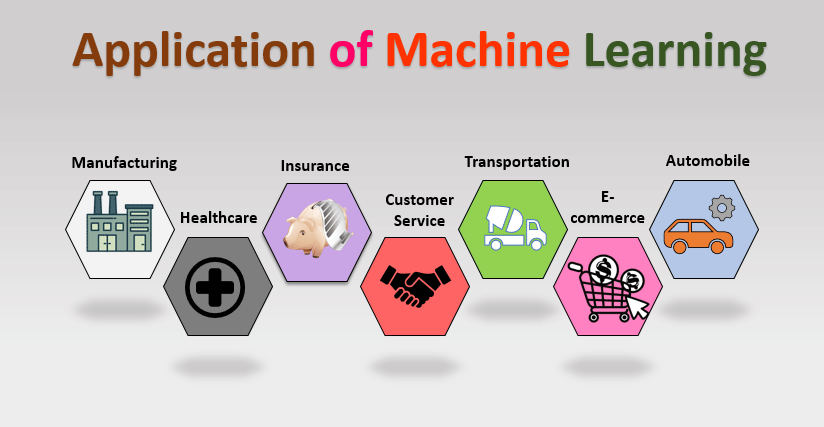 Application of Machine Learning
Manufacturing
Healthcare
Insurance
Customer
Service
Transportation
E-
commerce
Automobile
$
$